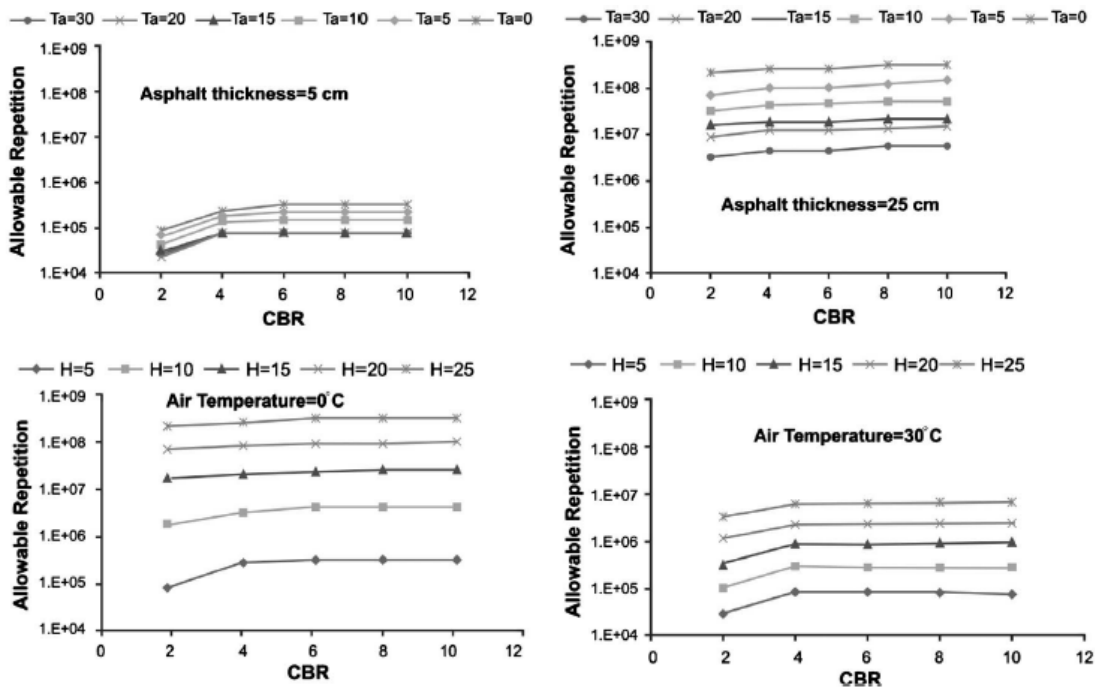 Ta=30 Ta=20 Ta=15 Ta=10 Ta=5 Ta=0
1.E+09
1.E+08
1.E+07
1.E+06
1.E+05
1.E+04
Allowable Repetition
Asphalt thickness=5 cm
0 2 4 6 8 10 12
CBR
Ta=30 Ta=20 Ta=15 Ta=10 Ta=5 Ta=0
1.E+09
1.E+08
1.E+07
1.E+06
1.E+05
1.E+04
Allowable Repetition
Asphalt thickness=25 cm
0 2 4 6 8 10 12
CBR
H=5 H=10 H=15 H=20 H=25
Air Temperature=0°C
1.E+09
1.E+08
1.E+07
1.E+06
1.E+05
1.E+04
Allowable Repetition
0 2 4 6 8 10 12
CBR
H=5 H=10 H=15 H=20 H=25
1.E+09
1.E+08
1.E+07
1.E+06
1.E+05
1.E+04
Allowable Repetition
Air Temperature=30°C
0 2 4 6 8 10 12
CBR